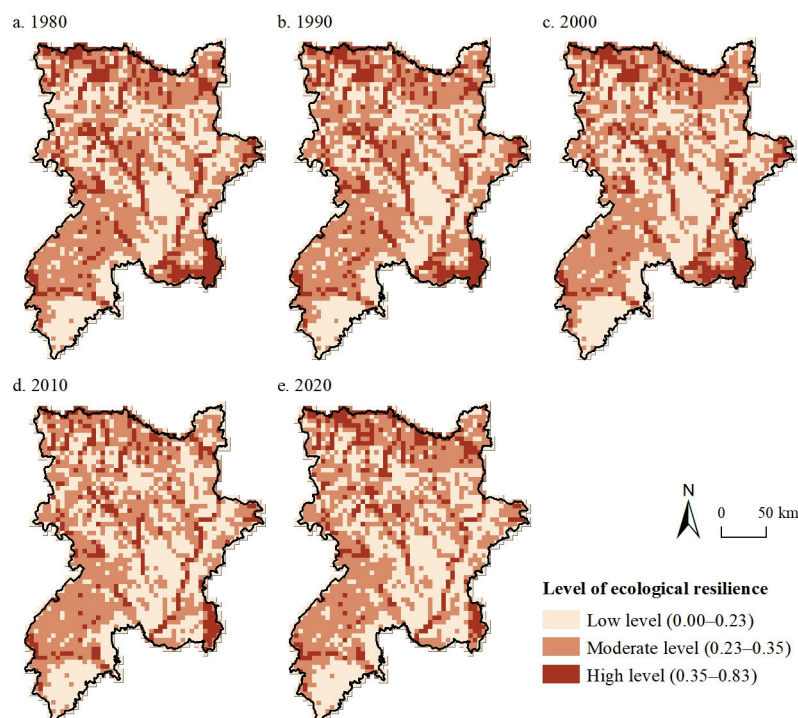 a. 1980
b. 1990
c. 2000
d. 2010
e. 2020
N
0 50 km
Level of ecological resilience
Low level (0.00–0.23)
Moderate level (0.23–0.35)
High level (0.35–0.83)